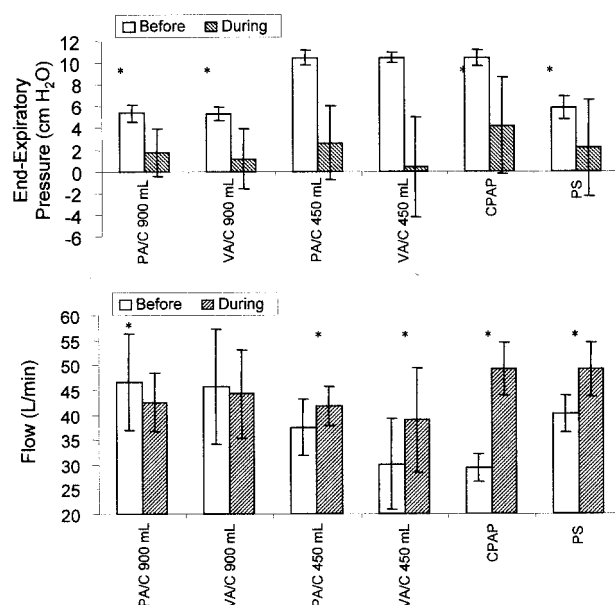 Before During
End-Expiratory
Pressure (cm H₂O)
12
10
8
6
4
2
0
-2
-4
-6
* * * *
PA/C 900 mL
VA/C 900 mL
PA/C 450 mL
VA/C 450 mL
CPAP
PS
Before During
Flow (L/min)
60
55
50
45
40
35
30
25
20
* * * * *
PA/C 900 mL
VA/C 900 mL
PA/C 450 mL
VA/C 450 mL
CPAP
PS